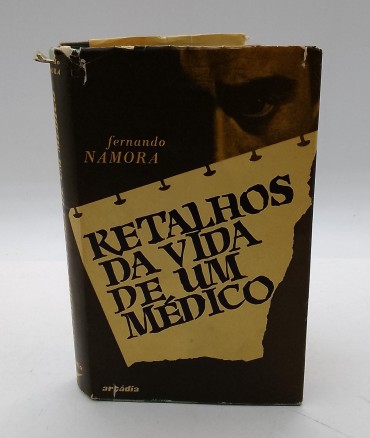 fernando
NAMORA
RETALHOS
DA VIDA
DE UM
MÉDICO
arcádia